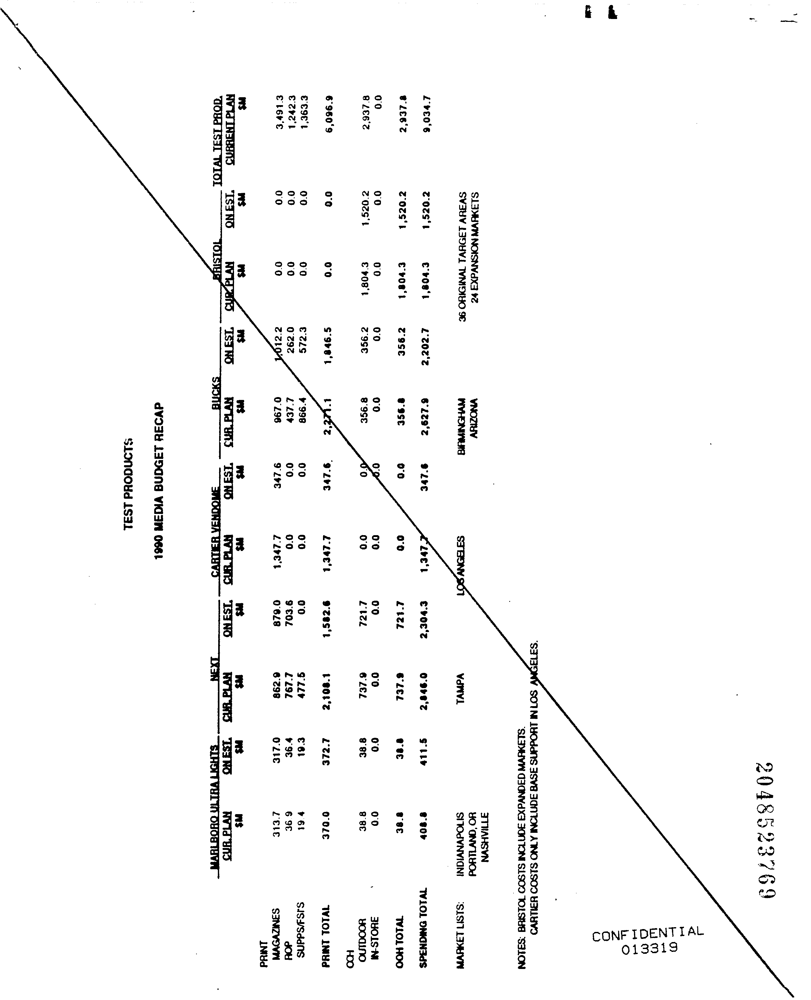 TEST PRODUCTS
1990 MEDIA BUDGET RECAP
MARLBORO ULTRA LIGHTS NEXT CARTIER VENDOME BUCKS BRISTOL TOTAL TEST PROD.
CUR. PLAN ON EST. CUR. PLAN ON EST. CUR. PLAN ON EST. CUR. PLAN ON EST. CUR. PLAN ON EST. CURRENT PLAN
$M $M $M $M $M $M $M $M $M $M $M
PRINT
MAGAZINES 313.7 317.0 862.9 879.0 1,347.7 347.6 967.0 1,012.2 0.0 0.0 3,491.3
ROP 36.9 36.4 767.7 703.6 0.0 0.0 437.7 262.0 0.0 0.0 1,242.3
SUPPS/FSI'S 19.4 19.3 477.5 0.0 0.0 0.0 866.4 572.3 0.0 0.0 1,363.3
PRINT TOTAL 370.0 372.7 2,108.1 1,582.6 1,347.7 347.6 2,271.1 1,846.5 0.0 0.0 6,096.9
OOH
OUTDOOR 38.8 38.8 737.9 721.7 0.0 0.0 356.8 356.2 1,804.3 1,520.2 2,937.8
IN-STORE 0.0 0.0 0.0 0.0 0.0 0.0 0.0 0.0 0.0 0.0 0.0
OOH TOTAL 38.8 38.8 737.9 721.7 0.0 0.0 356.8 356.2 1,804.3 1,520.2 2,937.8
SPENDING TOTAL 408.8 411.5 2,846.0 2,304.3 1,347.7 347.6 2,627.9 2,202.7 1,804.3 1,520.2 9,034.7
MARKET LISTS: INDIANAPOLIS TAMPA LOS ANGELES BIRMINGHAM 36 ORIGINAL TARGET AREAS
PORTLAND, OR ARIZONA 24 EXPANSION MARKETS
NASHVILLE
NOTES: BRISTOL COSTS INCLUDE EXPANDED MARKETS.
CARTIER COSTS ONLY INCLUDE BASE SUPPORT IN LOS ANGELES.
CONFIDENTIAL
013319
2048523769